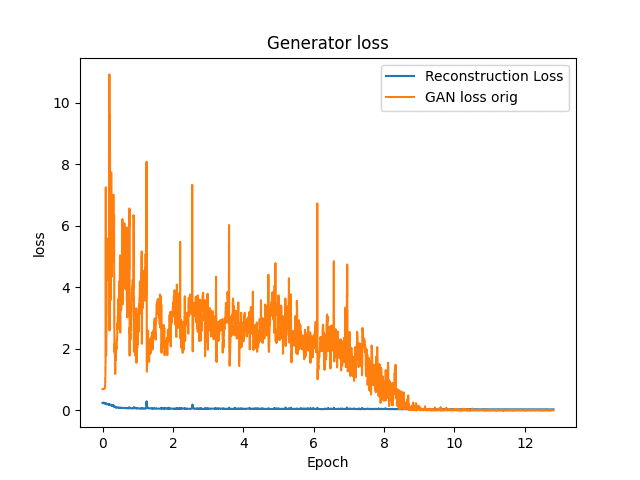 Generator loss
Reconstruction Loss
GAN loss orig
10
8
6
4
2
0
loss
0 2 4 6 8 10 12
Epoch